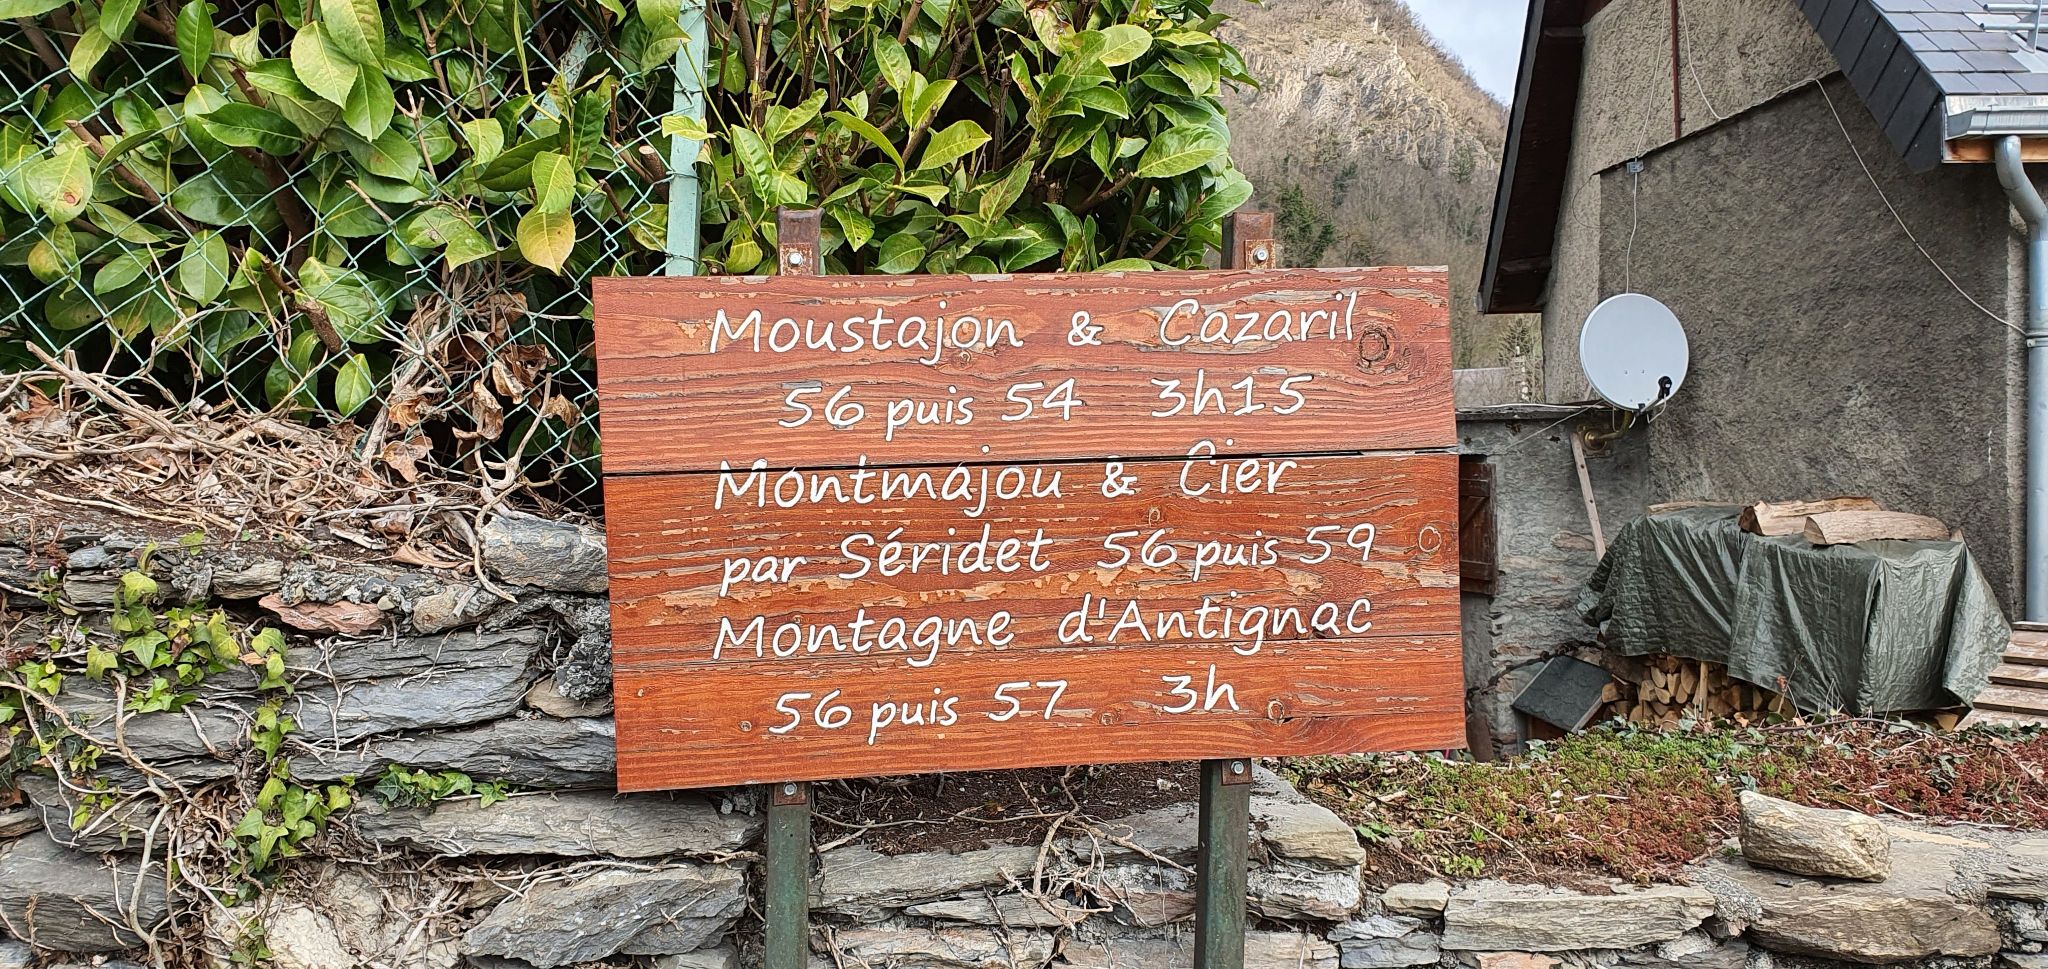 Moustajon & Cazaril
56 puis 54 3h15
Montmajou & Cier
par Séridet 56 puis 59
Montagne d'Antignac
56 puis 57 3h